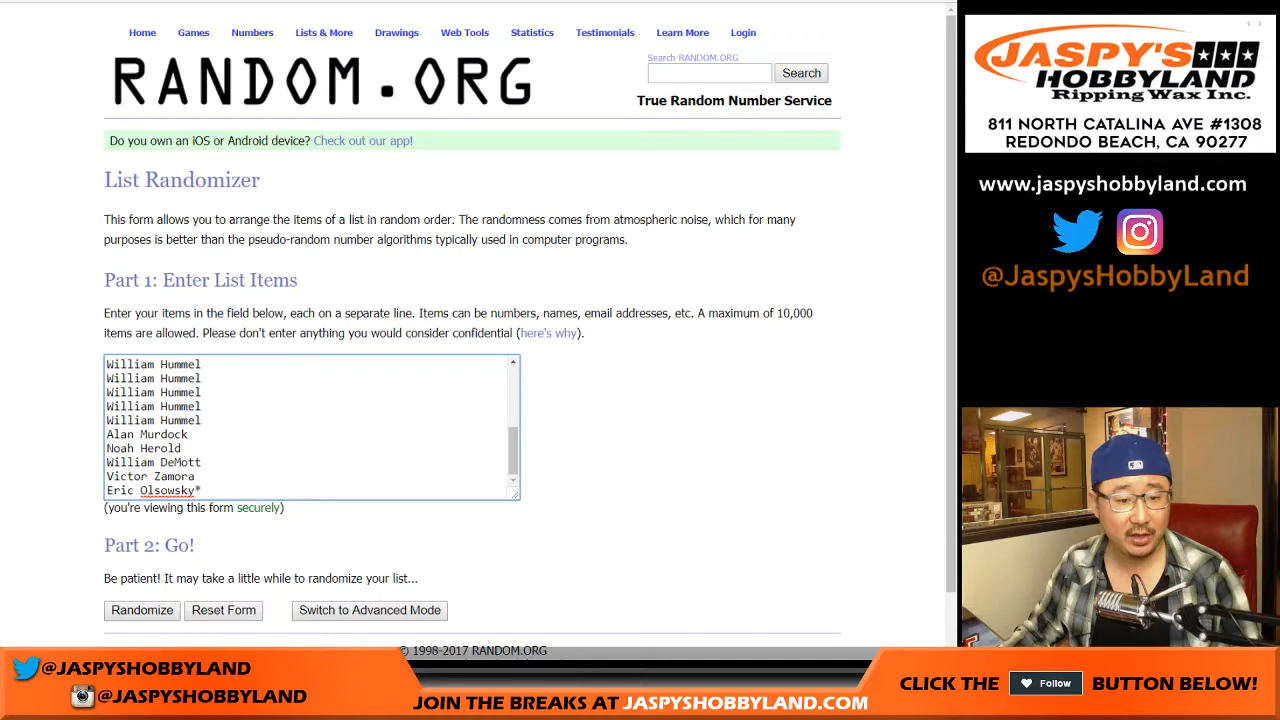 Home Games Numbers Lists & More Drawings Web Tools Statistics Testimonials Learn More Login
RANDOM.ORG
Search RANDOM.ORG
Search
True Random Number Service
Do you own an iOS or Android device? Check out our app!
List Randomizer
This form allows you to arrange the items of a list in random order. The randomness comes from atmospheric noise, which for many
purposes is better than the pseudo-random number algorithms typically used in computer programs.
Part 1: Enter List Items
Enter your items in the field below, each on a separate line. Items can be numbers, names, email addresses, etc. A maximum of 10,000
items are allowed. Please don't enter anything you would consider confidential (here's why).
William Hummel
William Hummel
William Hummel
William Hummel
William Hummel
Alan Murdock
Noah Herold
William DeMott
Victor Zamora
Eric Olsowsky*
(you're viewing this form securely)
Part 2: Go!
Be patient! It may take a little while to randomize your list...
Randomize Reset Form Switch to Advanced Mode
© 1998-2017 RANDOM.ORG
JASPY'S
HOBBYLAND
Ripping Wax Inc.
811 NORTH CATALINA AVE #1308
REDONDO BEACH, CA 90277
www.jaspyshobbyland.com
@JaspysHobbyLand
@JASPYSHOBBYLAND
@JASPYSHOBBYLAND
JOIN THE BREAKS AT JASPYSHOBBYLAND.COM
CLICK THE Follow BUTTON BELOW!